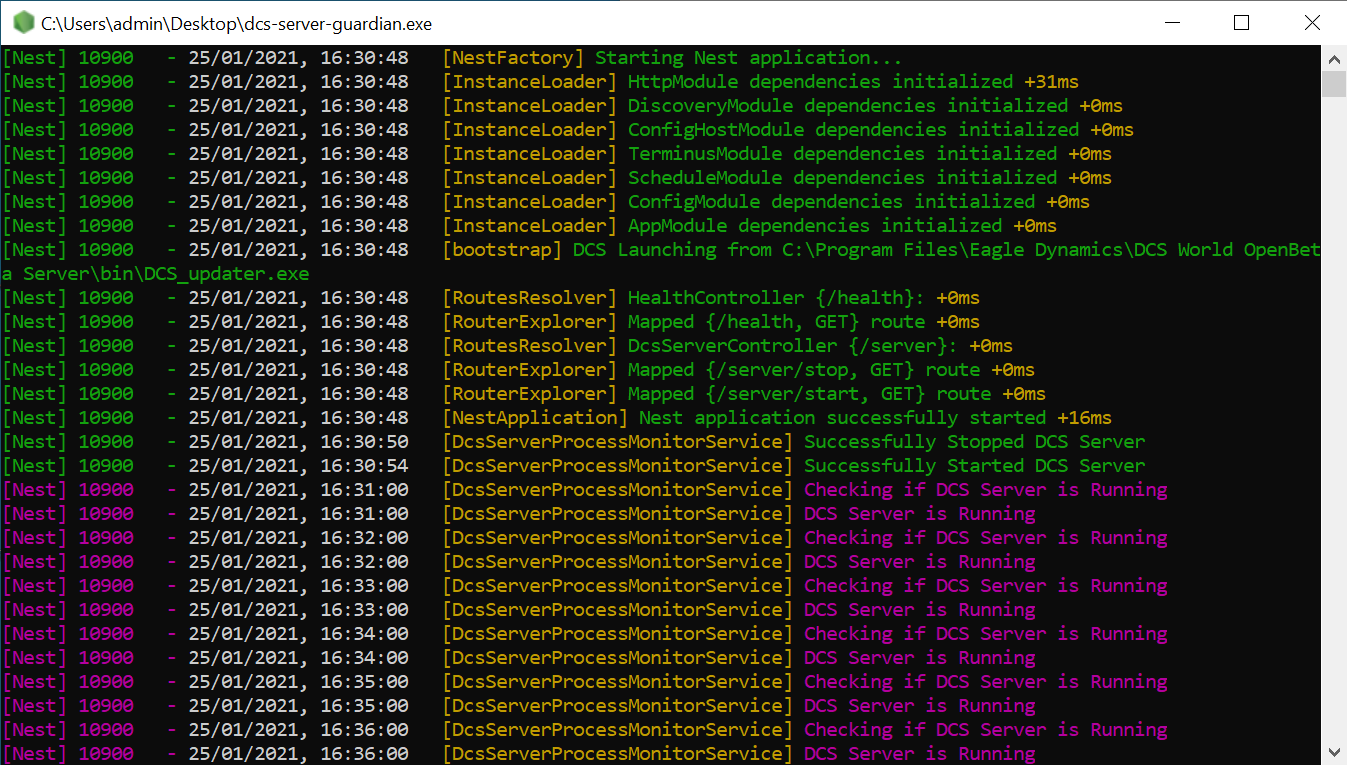 C:\Users\admin\Desktop\dcs-server-guardian.exe
[Nest] 10900   - 25/01/2021, 16:30:48   [NestFactory] Starting Nest application...
[Nest] 10900   - 25/01/2021, 16:30:48   [InstanceLoader] HttpModule dependencies initialized +31ms
[Nest] 10900   - 25/01/2021, 16:30:48   [InstanceLoader] DiscoveryModule dependencies initialized +0ms
[Nest] 10900   - 25/01/2021, 16:30:48   [InstanceLoader] ConfigHostModule dependencies initialized +0ms
[Nest] 10900   - 25/01/2021, 16:30:48   [InstanceLoader] TerminusModule dependencies initialized +0ms
[Nest] 10900   - 25/01/2021, 16:30:48   [InstanceLoader] ScheduleModule dependencies initialized +0ms
[Nest] 10900   - 25/01/2021, 16:30:48   [InstanceLoader] ConfigModule dependencies initialized +0ms
[Nest] 10900   - 25/01/2021, 16:30:48   [InstanceLoader] AppModule dependencies initialized +0ms
[Nest] 10900   - 25/01/2021, 16:30:48   [bootstrap] DCS Launching from C:\Program Files\Eagle Dynamics\DCS World OpenBet
a Server\bin\DCS_updater.exe
[Nest] 10900   - 25/01/2021, 16:30:48   [RoutesResolver] HealthController {/health}: +0ms
[Nest] 10900   - 25/01/2021, 16:30:48   [RouterExplorer] Mapped {/health, GET} route +0ms
[Nest] 10900   - 25/01/2021, 16:30:48   [RoutesResolver] DcsServerController {/server}: +0ms
[Nest] 10900   - 25/01/2021, 16:30:48   [RouterExplorer] Mapped {/server/stop, GET} route +0ms
[Nest] 10900   - 25/01/2021, 16:30:48   [RouterExplorer] Mapped {/server/start, GET} route +0ms
[Nest] 10900   - 25/01/2021, 16:30:48   [NestApplication] Nest application successfully started +16ms
[Nest] 10900   - 25/01/2021, 16:30:50   [DcsServerProcessMonitorService] Successfully Stopped DCS Server
[Nest] 10900   - 25/01/2021, 16:30:54   [DcsServerProcessMonitorService] Successfully Started DCS Server
[Nest] 10900   - 25/01/2021, 16:31:00   [DcsServerProcessMonitorService] Checking if DCS Server is Running
[Nest] 10900   - 25/01/2021, 16:31:00   [DcsServerProcessMonitorService] DCS Server is Running
[Nest] 10900   - 25/01/2021, 16:32:00   [DcsServerProcessMonitorService] Checking if DCS Server is Running
[Nest] 10900   - 25/01/2021, 16:32:00   [DcsServerProcessMonitorService] DCS Server is Running
[Nest] 10900   - 25/01/2021, 16:33:00   [DcsServerProcessMonitorService] Checking if DCS Server is Running
[Nest] 10900   - 25/01/2021, 16:33:00   [DcsServerProcessMonitorService] DCS Server is Running
[Nest] 10900   - 25/01/2021, 16:34:00   [DcsServerProcessMonitorService] Checking if DCS Server is Running
[Nest] 10900   - 25/01/2021, 16:34:00   [DcsServerProcessMonitorService] DCS Server is Running
[Nest] 10900   - 25/01/2021, 16:35:00   [DcsServerProcessMonitorService] Checking if DCS Server is Running
[Nest] 10900   - 25/01/2021, 16:35:00   [DcsServerProcessMonitorService] DCS Server is Running
[Nest] 10900   - 25/01/2021, 16:36:00   [DcsServerProcessMonitorService] Checking if DCS Server is Running
[Nest] 10900   - 25/01/2021, 16:36:00   [DcsServerProcessMonitorService] DCS Server is Running